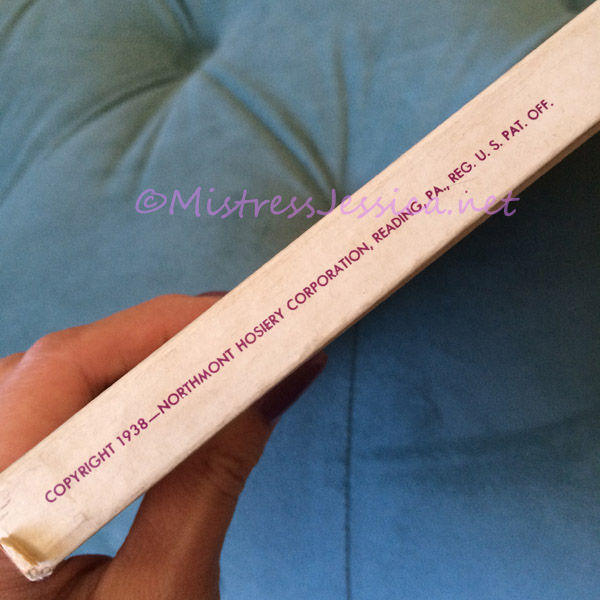 COPYRIGHT 1938—NORTHMONT HOSIERY CORPORATION, READING, PA., REG. U. S. PAT. OFF.
©MistressJessica.net